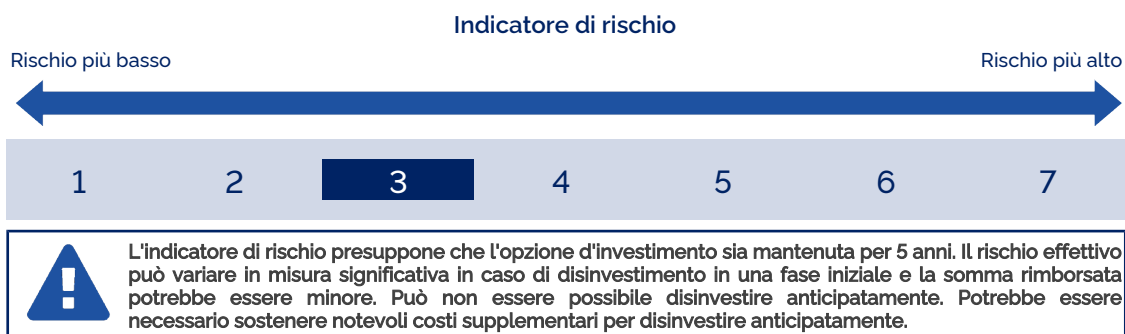 Indicatore di rischio
Rischio più basso Rischio più alto
1 2 3 4 5 6 7
L'indicatore di rischio presuppone che l'opzione d'investimento sia mantenuta per 5 anni. Il rischio effettivo
può variare in misura significativa in caso di disinvestimento in una fase iniziale e la somma rimborsata
potrebbe essere minore. Può non essere possibile disinvestire anticipatamente. Potrebbe essere
necessario sostenere notevoli costi supplementari per disinvestire anticipatamente.